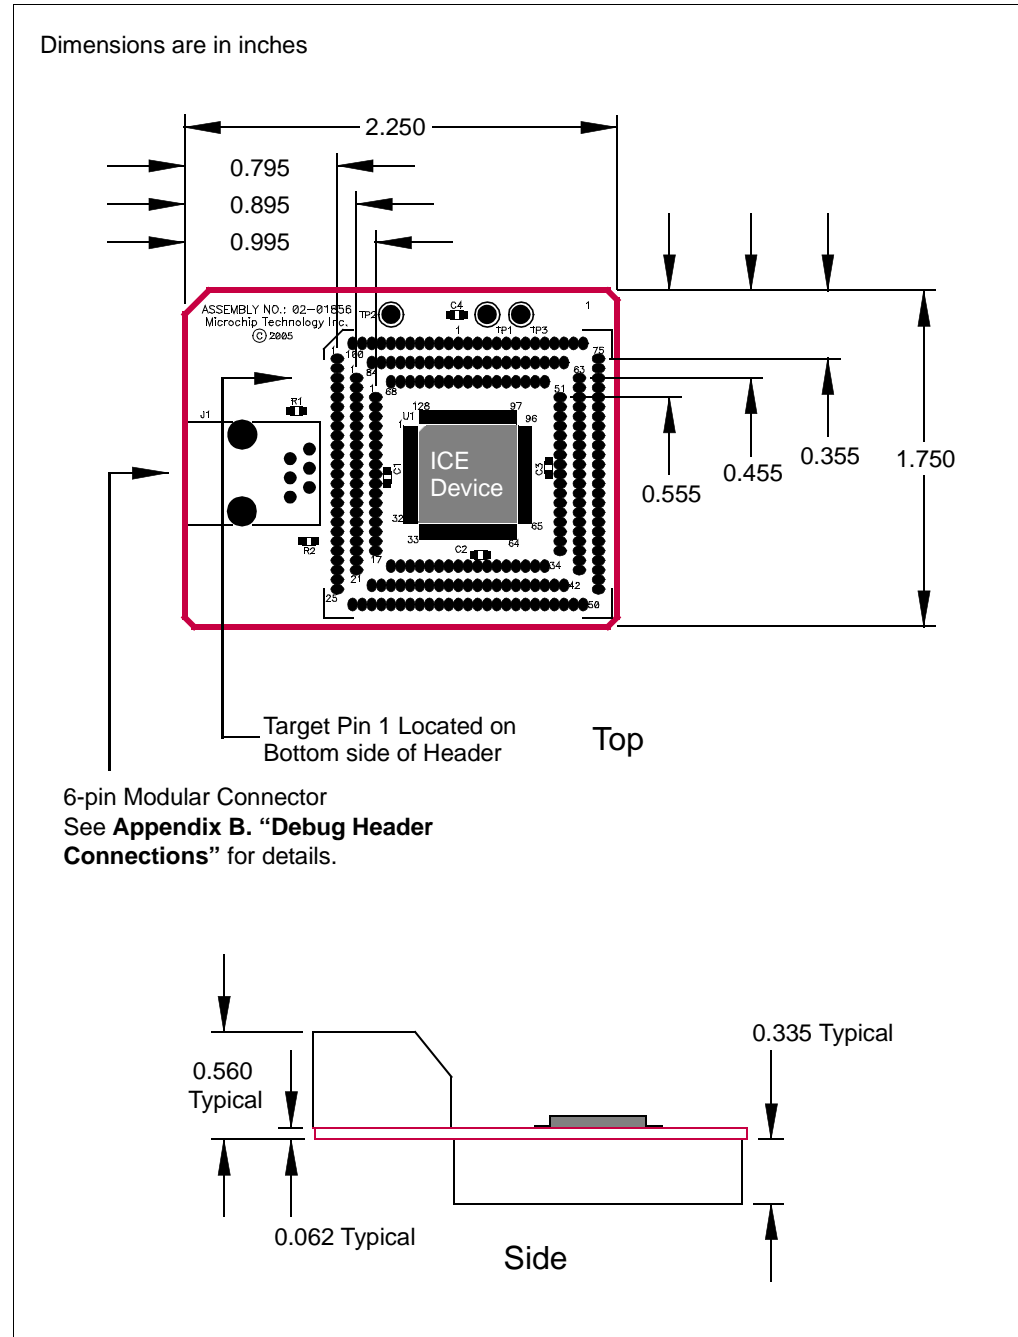 Dimensions are in inches
2.250
0.795
0.895
0.995
ASSEMBLY NO.: 02-01856
Microchip Technology Inc.
© 2005
TP2
C4
TP1
TP3
1
1
1
100
75
1
84
63
1
68
51
J1
R1
U1
128
97
1
96
ICE
Device
C1
C3
32
33
65
64
C2
R2
17
34
21
42
25
50
0.555
0.455
0.355
1.750
Target Pin 1 Located on
Bottom side of Header
Top
6-pin Modular Connector
See Appendix B. “Debug Header
Connections” for details.
0.335 Typical
0.560
Typical
0.062 Typical
Side